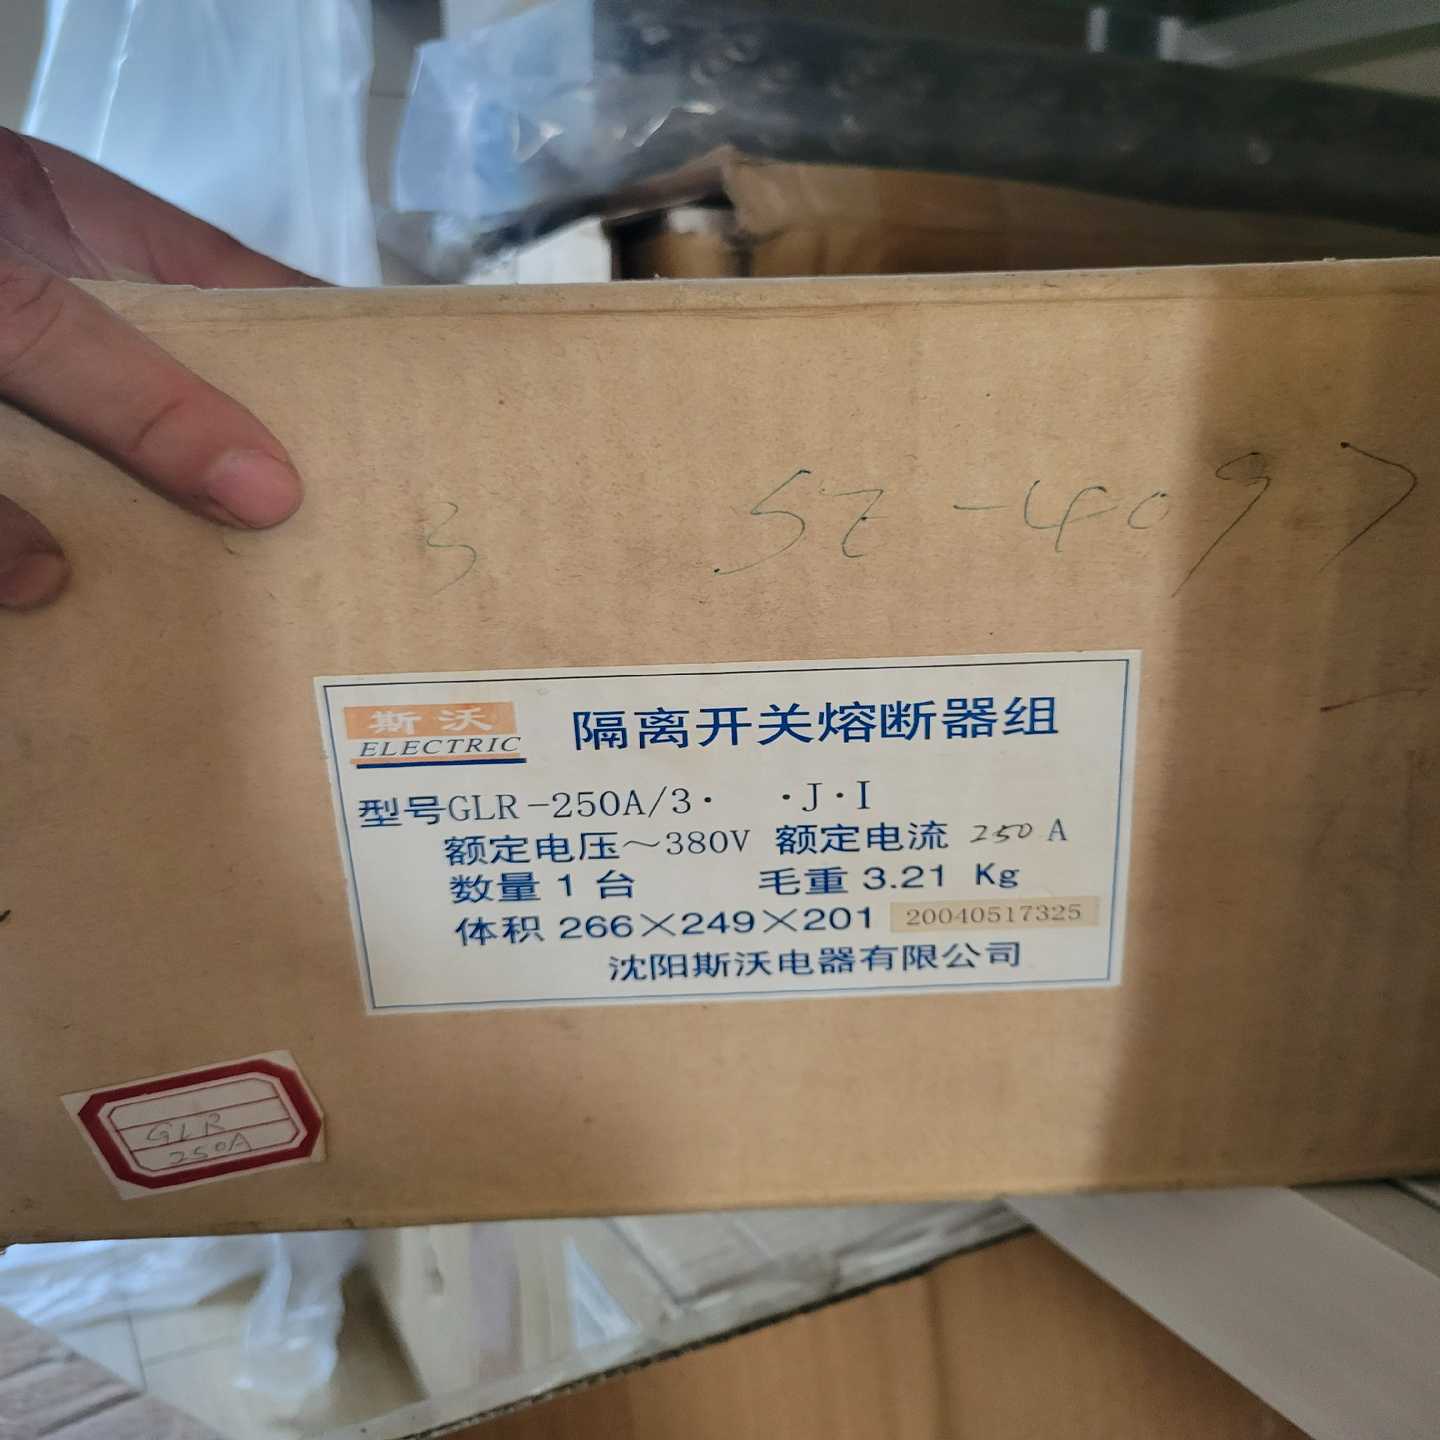 3 SZ-4097
斯沃
ELECTRIC
隔离开关熔断器组
型号GLR-250A/3· ·J·I
额定电压～380V 额定电流 250 A
数量 1 台 毛重 3.21 Kg
体积 266×249×201 20040517325
沈阳斯沃电器有限公司
GLR
250A